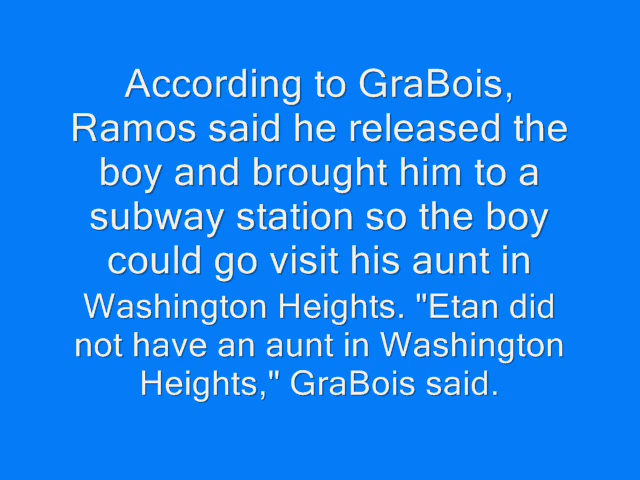 According to GraBois,
Ramos said he released the
boy and brought him to a
subway station so the boy
could go visit his aunt in
Washington Heights. "Etan did
not have an aunt in Washington
Heights," GraBois said.